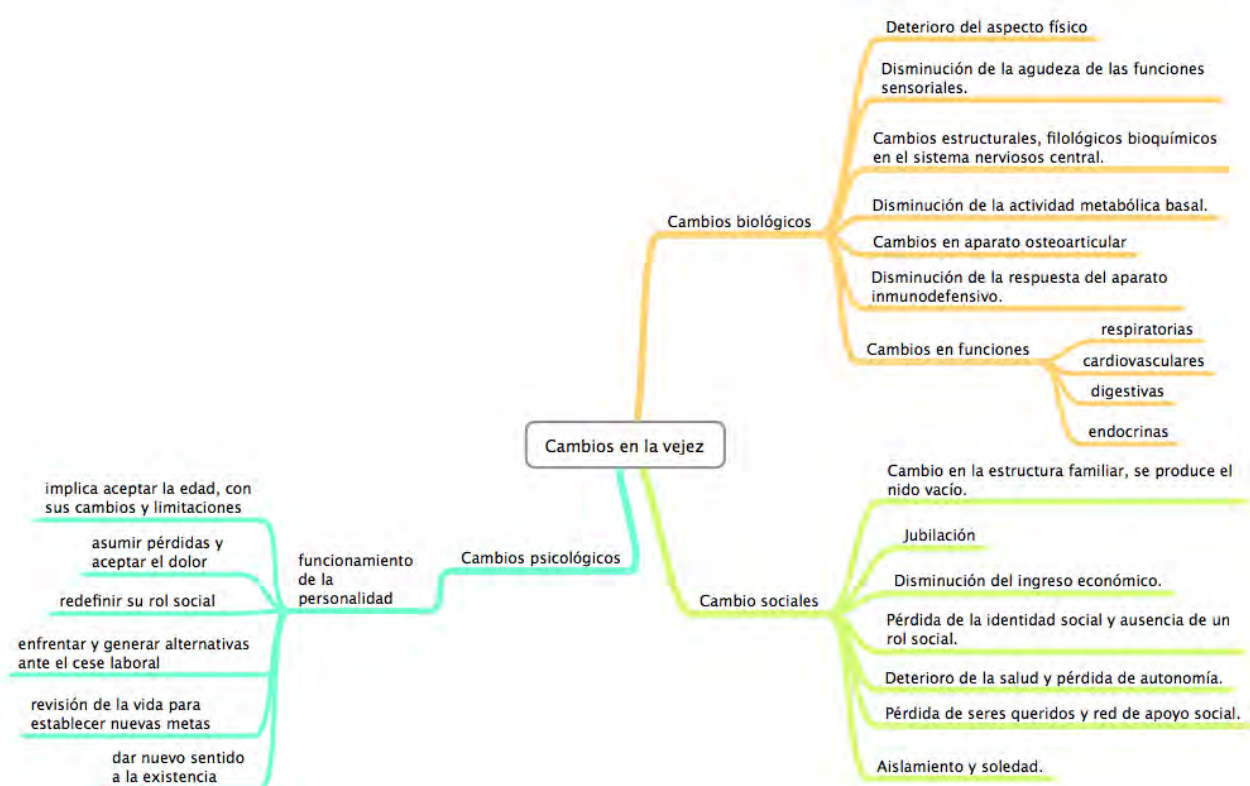 Deterioro del aspecto físico
Disminución de la agudeza de las funciones
sensoriales.
Cambios estructurales, filológicos bioquímicos
en el sistema nerviosos central.
Disminución de la actividad metabólica basal.
Cambios biológicos
Cambios en aparato osteoarticular
Disminución de la respuesta del aparato
inmunodefensivo.
Cambios en funciones
respiratorias
cardiovasculares
digestivas
endocrinas
Cambios en la vejez
Cambios psicológicos
funcionamiento
de la
personalidad
implica aceptar la edad, con
sus cambios y limitaciones
asumir pérdidas y
aceptar el dolor
redefinir su rol social
enfrentar y generar alternativas
ante el cese laboral
revisión de la vida para
establecer nuevas metas
dar nuevo sentido
a la existencia
Cambio sociales
Cambio en la estructura familiar, se produce el
nido vacío.
Jubilación
Disminución del ingreso económico.
Pérdida de la identidad social y ausencia de un
rol social.
Deterioro de la salud y pérdida de autonomía.
Pérdida de seres queridos y red de apoyo social.
Aislamiento y soledad.